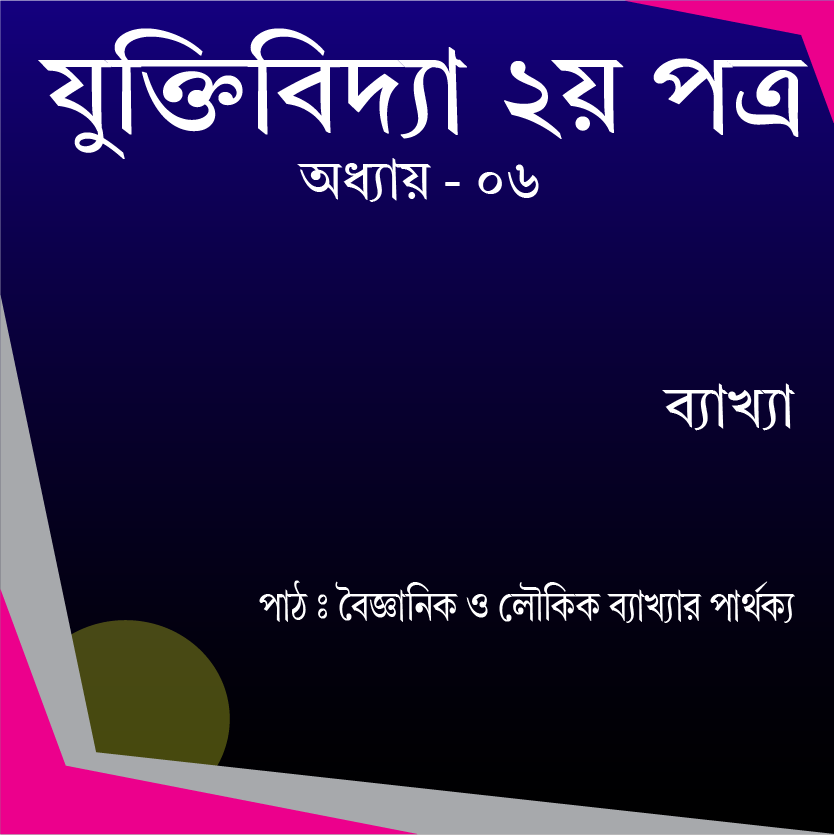 যুক্তিবিদ্যা ২য় পত্র
অধ্যায় - ০৬
ব্যাখ্যা
পাঠ ঃ বৈজ্ঞানিক ও লৌকিক ব্যাখ্যার পার্থক্য